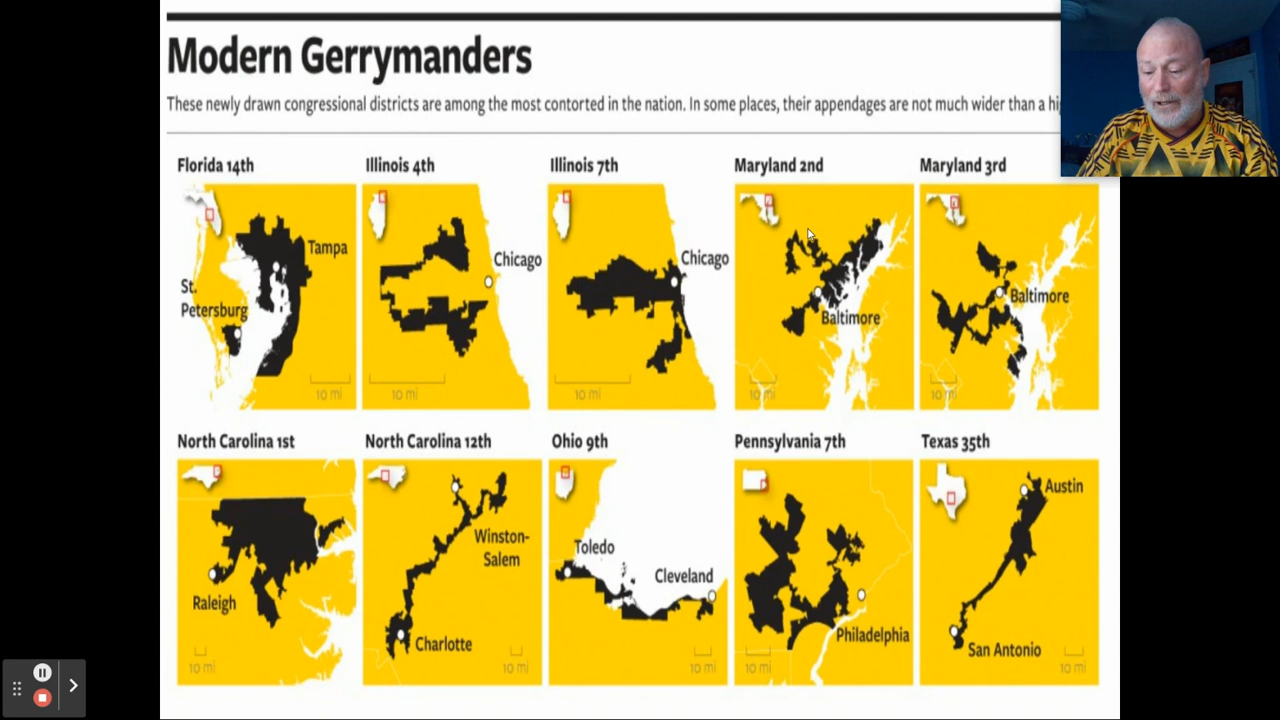 Modern Gerrymanders
These newly drawn congressional districts are among the most contorted in the nation. In some places, their appendages are not much wider than a
Florida 14th
Illinois 4th
Illinois 7th
Maryland 2nd
Maryland 3rd
Tampa
St.
Petersburg
10 mi
Chicago
10 mi
Chicago
10 mi
Baltimore
10 mi
Baltimore
10 mi
North Carolina 1st
North Carolina 12th
Ohio 9th
Pennsylvania 7th
Texas 35th
Raleigh
10 mi
Winston-
Salem
Charlotte
10 mi
Toledo
Cleveland
10 mi
Philadelphia
10 mi
Austin
San Antonio
10 mi